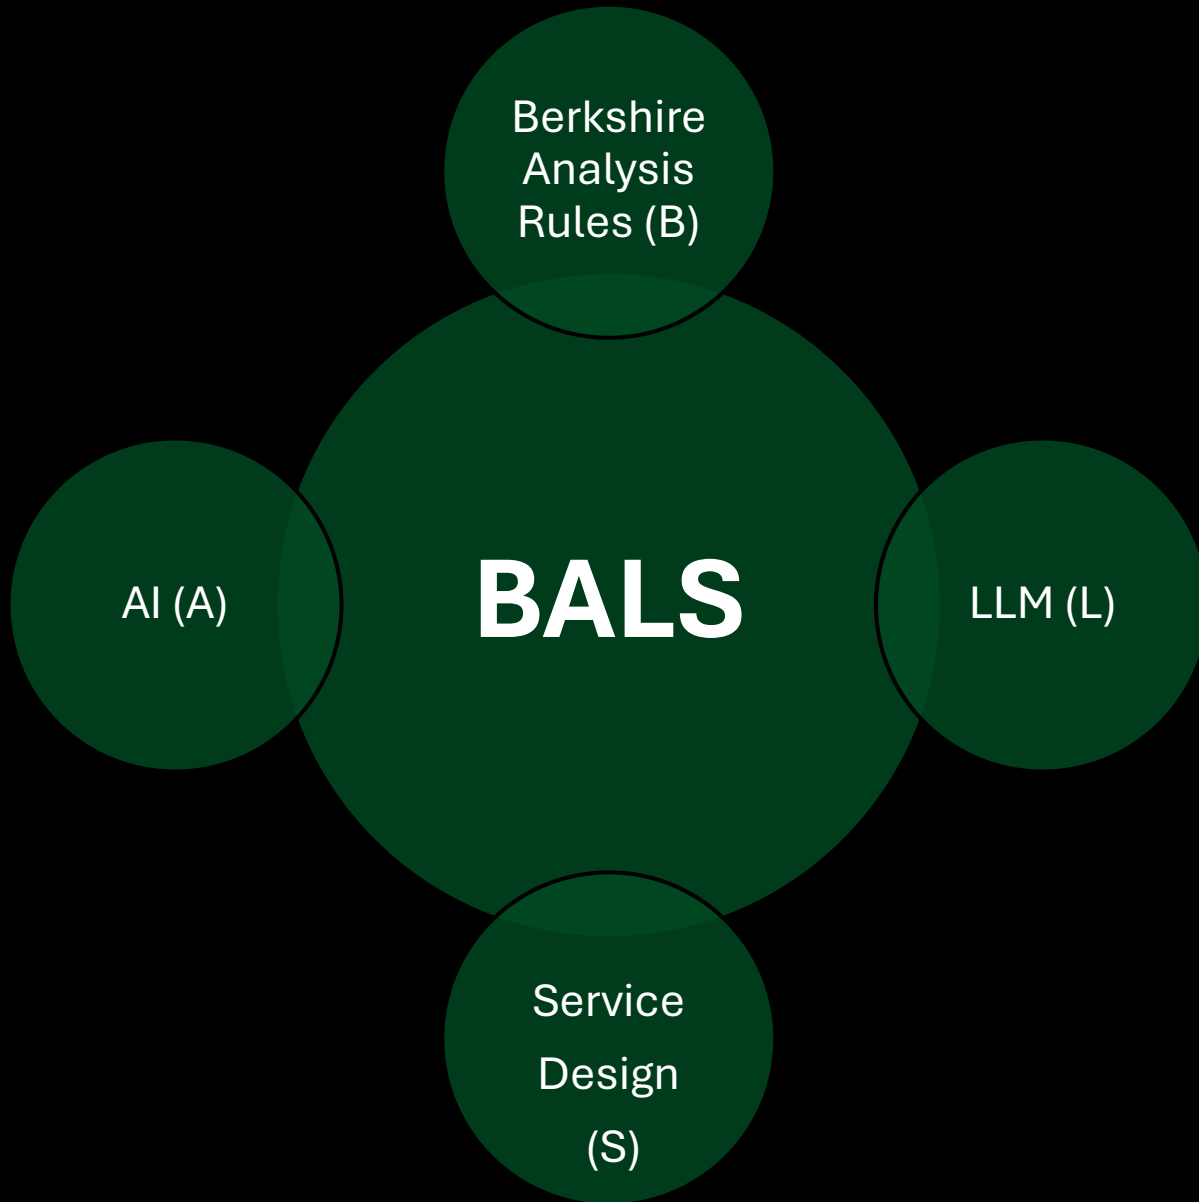 Berkshire
Analysis
Rules (B)
AI (A)
BALS
LLM (L)
Service
Design
(S)